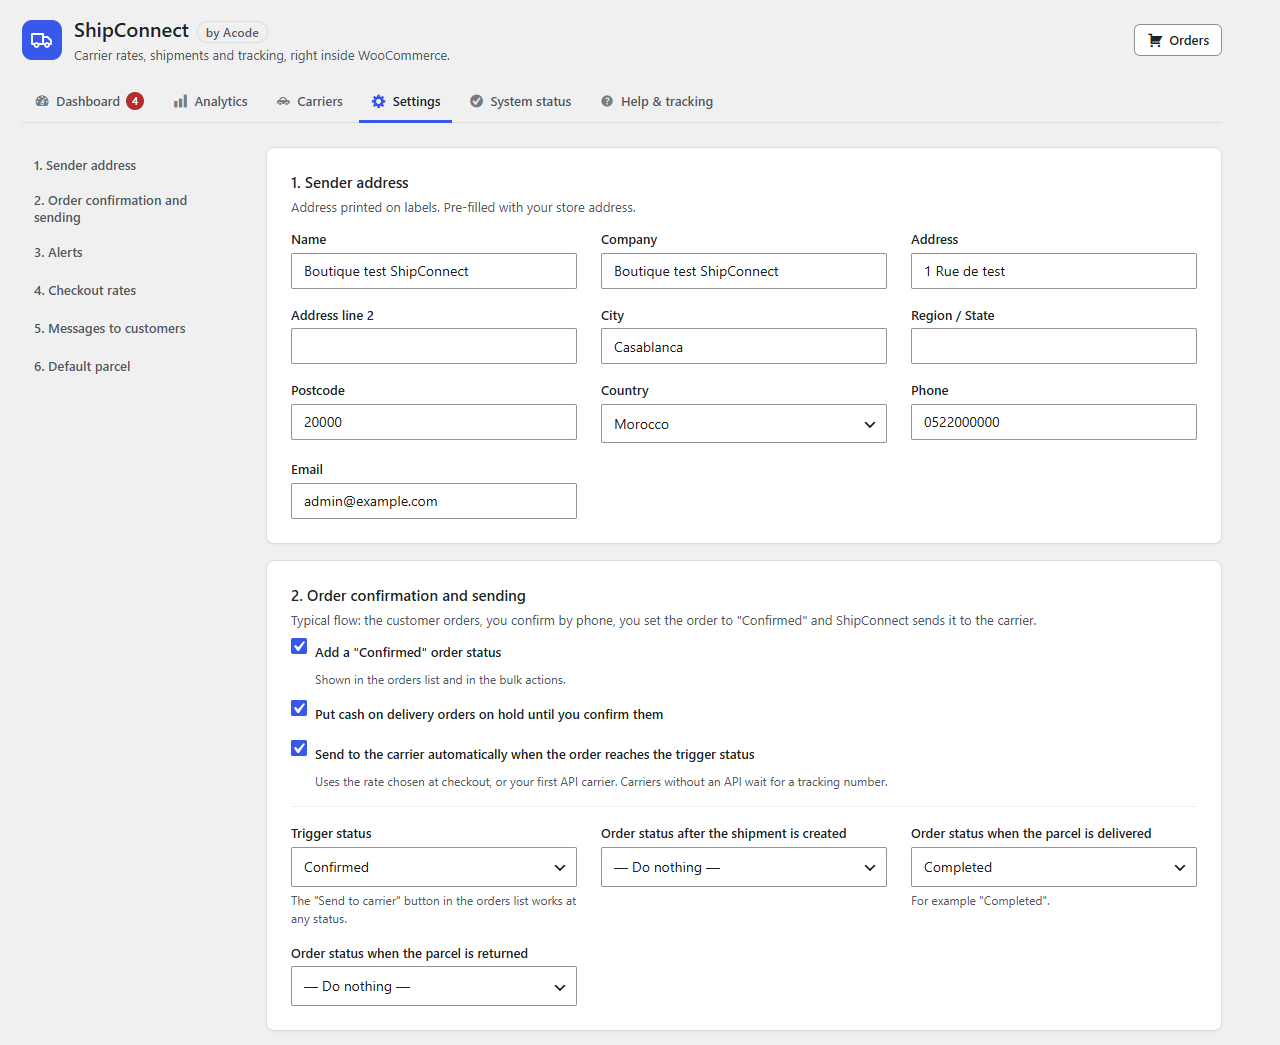 ShipConnect by Acode
Carrier rates, shipments and tracking, right inside WooCommerce.
Orders
Dashboard 4 Analytics Carriers Settings System status Help & tracking
1. Sender address
2. Order confirmation and
sending
3. Alerts
4. Checkout rates
5. Messages to customers
6. Default parcel
1. Sender address
Address printed on labels. Pre-filled with your store address.
Name Company Address
Boutique test ShipConnect Boutique test ShipConnect 1 Rue de test
Address line 2 City Region / State
Casablanca
Postcode Country Phone
20000 Morocco 0522000000
Email
admin@example.com
2. Order confirmation and sending
Typical flow: the customer orders, you confirm by phone, you set the order to "Confirmed" and ShipConnect sends it to the carrier.
Add a "Confirmed" order status
Shown in the orders list and in the bulk actions.
Put cash on delivery orders on hold until you confirm them
Send to the carrier automatically when the order reaches the trigger status
Uses the rate chosen at checkout, or your first API carrier. Carriers without an API wait for a tracking number.
Trigger status Order status after the shipment is created Order status when the parcel is delivered
Confirmed — Do nothing — Completed
The "Send to carrier" button in the orders list works at
any status.
For example "Completed".
Order status when the parcel is returned
— Do nothing —